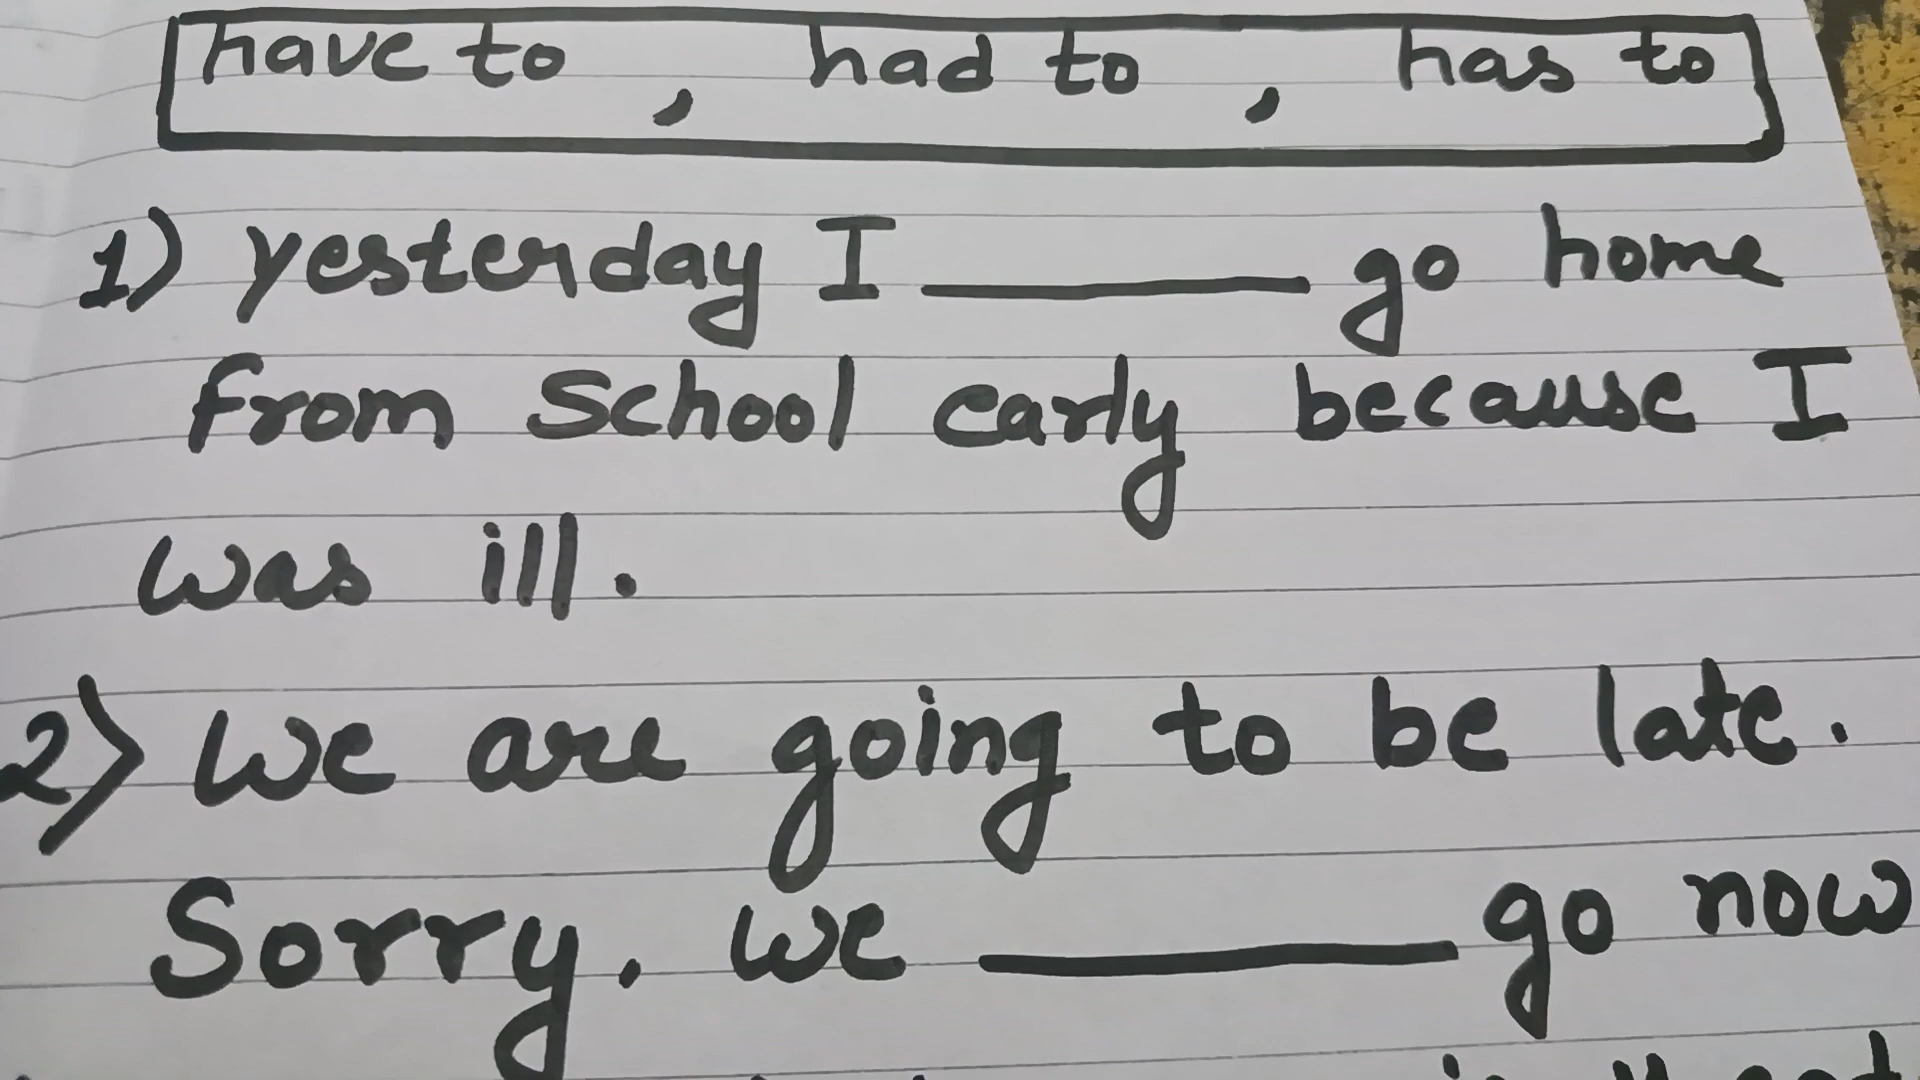 have to , had to , has to
1) yesterday I ______ go home
from School early because I
was ill.
2) We are going to be late.
Sorry. we ______ go now